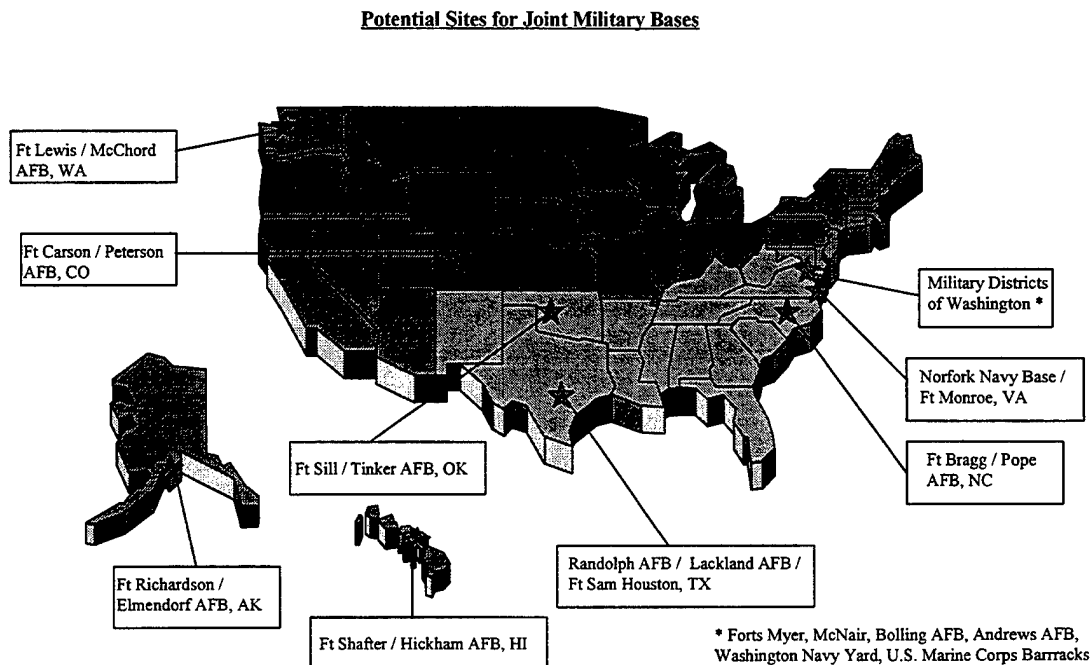 Potential Sites for Joint Military Bases
Ft Lewis / McChord
AFB, WA
Ft Carson / Peterson
AFB, CO
Military Districts
of Washington *
Norfork Navy Base /
Ft Monroe, VA
Ft Bragg / Pope
AFB, NC
Ft Sill / Tinker AFB, OK
Randolph AFB / Lackland AFB /
Ft Sam Houston, TX
Ft Richardson /
Elmendorf AFB, AK
Ft Shafter / Hickham AFB, HI
* Forts Myer, McNair, Bolling AFB, Andrews AFB,
Washington Navy Yard, U.S. Marine Corps Barrracks